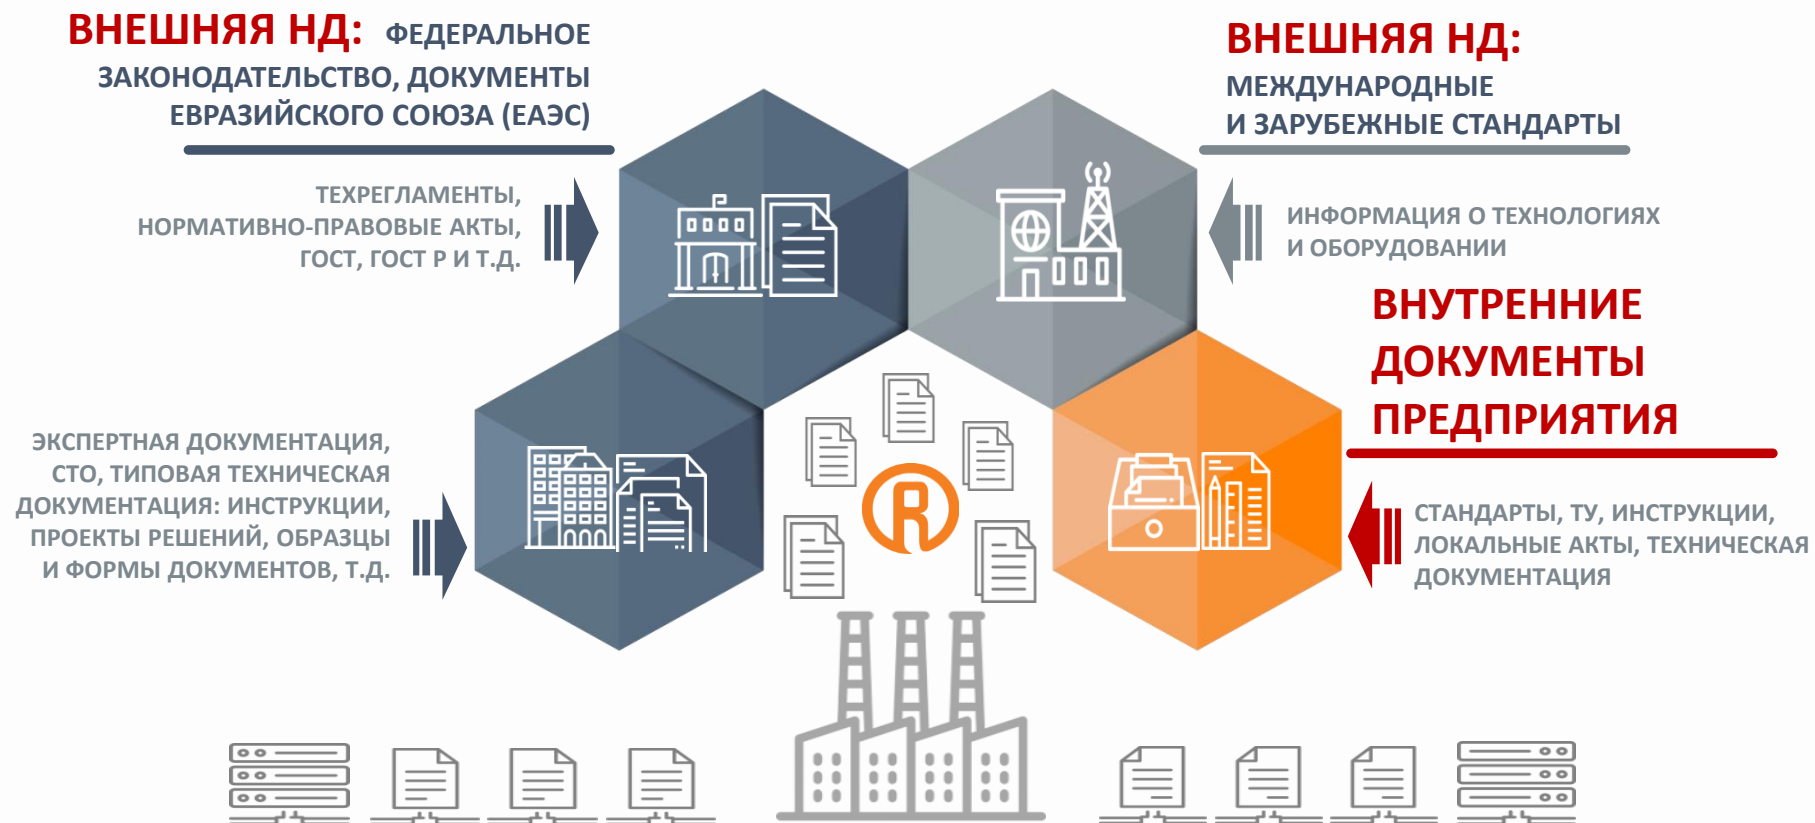 ВНЕШНЯЯ НД: ФЕДЕРАЛЬНОЕ
ЗАКОНОДАТЕЛЬСТВО, ДОКУМЕНТЫ
ЕВРАЗИЙСКОГО СОЮЗА (ЕАЭС)
ТЕХРЕГЛАМЕНТЫ,
НОРМАТИВНО-ПРАВОВЫЕ АКТЫ,
ГОСТ, ГОСТ Р И Т.Д.
ЭКСПЕРТНАЯ ДОКУМЕНТАЦИЯ,
СТО, ТИПОВАЯ ТЕХНИЧЕСКАЯ
ДОКУМЕНТАЦИЯ: ИНСТРУКЦИИ,
ПРОЕКТЫ РЕШЕНИЙ, ОБРАЗЦЫ
И ФОРМЫ ДОКУМЕНТОВ, Т.Д.
ВНЕШНЯЯ НД:
МЕЖДУНАРОДНЫЕ
И ЗАРУБЕЖНЫЕ СТАНДАРТЫ
ИНФОРМАЦИЯ О ТЕХНОЛОГИЯХ
И ОБОРУДОВАНИИ
ВНУТРЕННИЕ
ДОКУМЕНТЫ
ПРЕДПРИЯТИЯ
СТАНДАРТЫ, ТУ, ИНСТРУКЦИИ,
ЛОКАЛЬНЫЕ АКТЫ, ТЕХНИЧЕСКАЯ
ДОКУМЕНТАЦИЯ
R